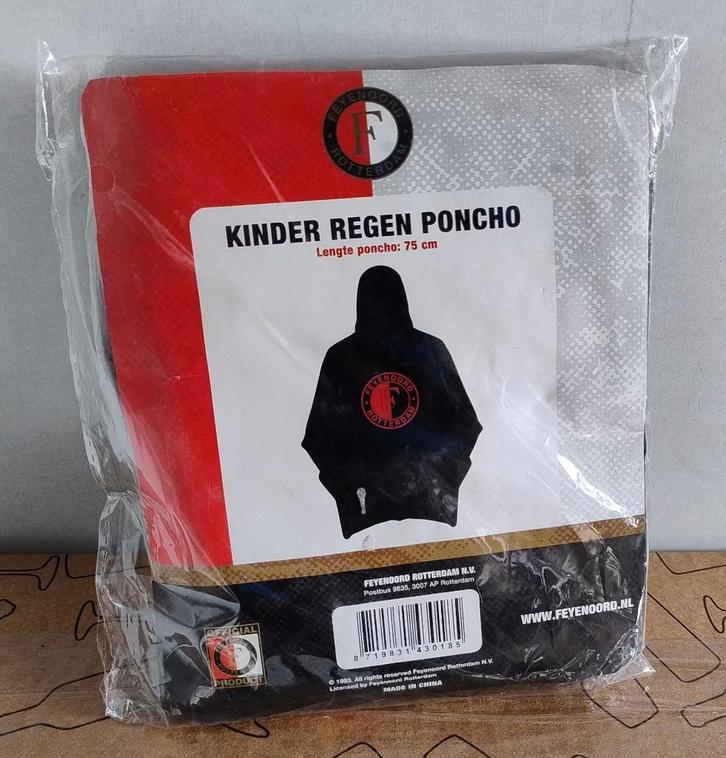 FEYENOORD
F
ROTTERDAM
KINDER REGEN PONCHO
Lengte poncho: 75 cm
FEYENOORD
F
ROTTERDAM
FEYENOORD ROTTERDAM N.V.
Postbus 9635, 3007 AP Rotterdam
WWW.FEYENOORD.NL
8 719831 430185
OFFICIAL
PRODUCT
© 1993, All rights reserved Feyenoord Rotterdam N.V.
Licensed by Feyenoord Rotterdam
MADE IN CHINA